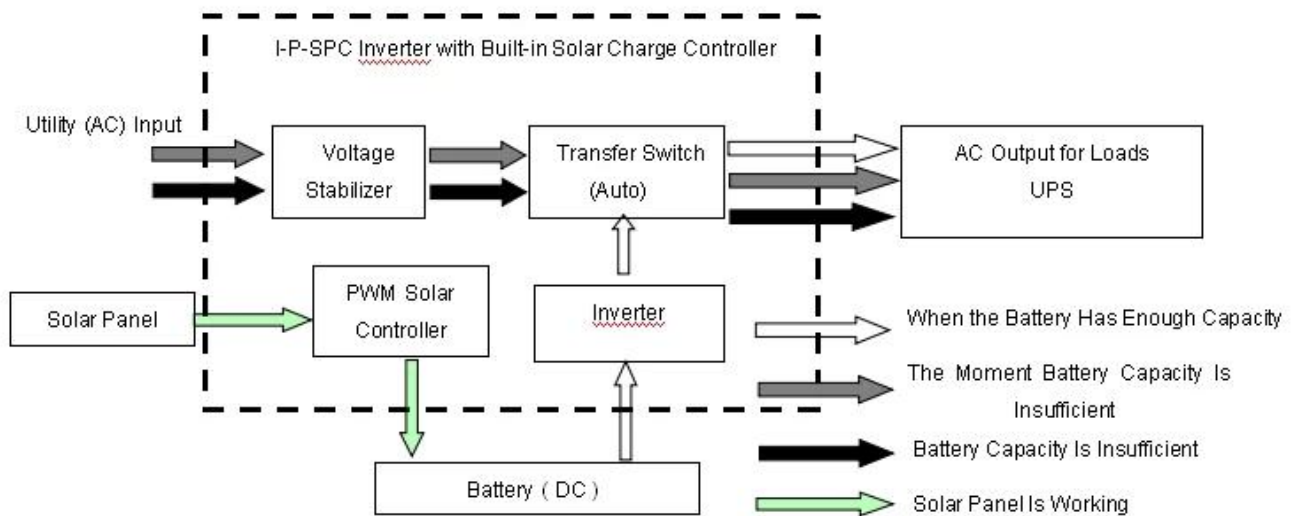 I-P-SPC Inverter with Built-in Solar Charge Controller
Utility (AC) Input
Voltage
Stabilizer
Transfer Switch
(Auto)
AC Output for Loads
UPS
Solar Panel
PWM Solar
Controller
Inverter
Battery ( DC )
When the Battery Has Enough Capacity
The Moment Battery Capacity Is
Insufficient
Battery Capacity Is Insufficient
Solar Panel Is Working